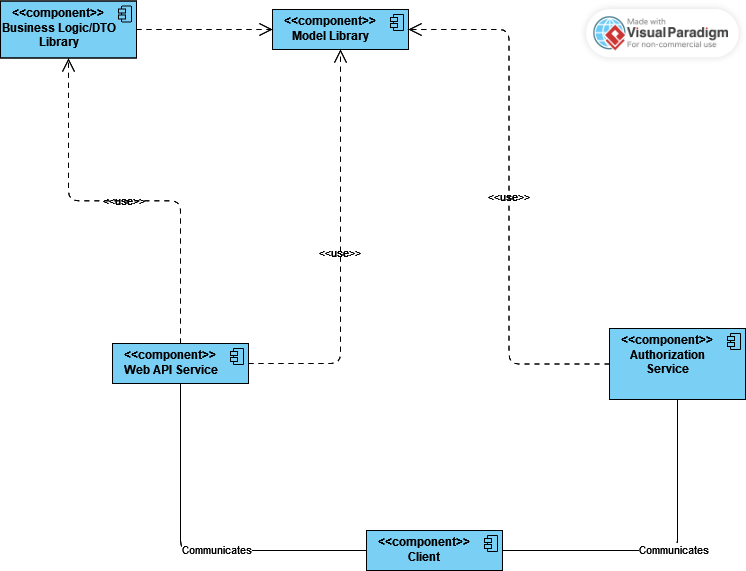 <<component>>
Business Logic/DTO
Library
<<component>>
Model Library
Made with
Visual Paradigm
For non-commercial use
<<use>>
<<use>>
<<use>>
<<component>>
Web API Service
<<component>>
Authorization
Service
<<component>>
Client
Communicates
Communicates